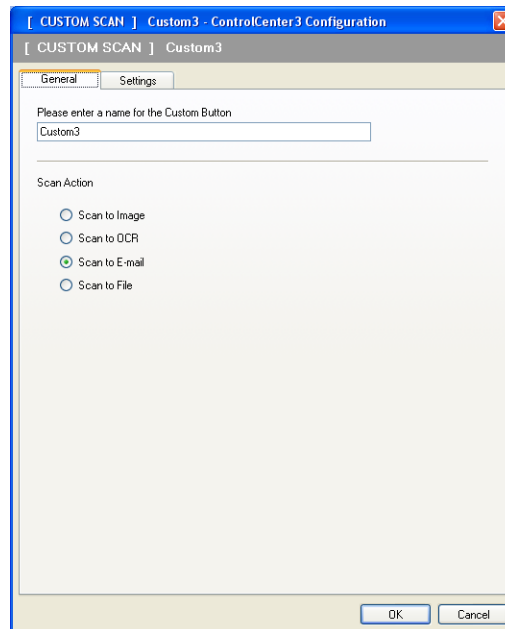 [ CUSTOM SCAN ] Custom3 - ControlCenter3 Configuration
[ CUSTOM SCAN ] Custom3
General Settings
Please enter a name for the Custom Button
Custom3
Scan Action
Scan to Image
Scan to OCR
Scan to E-mail
Scan to File
OK Cancel